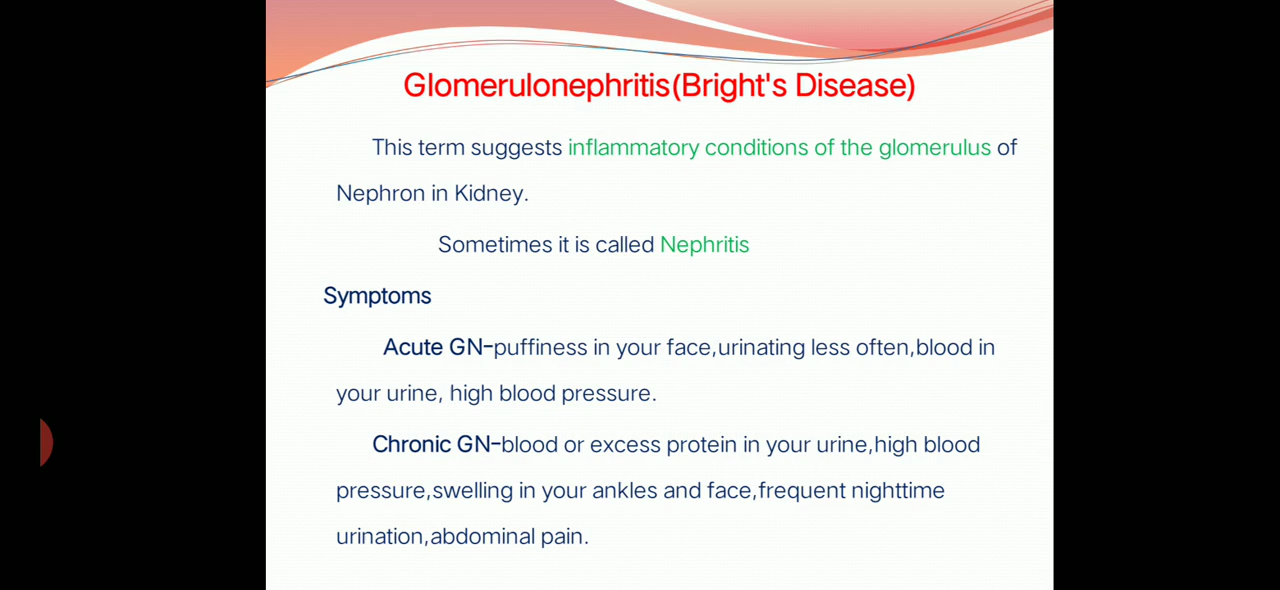 Glomerulonephritis(Bright's Disease)
This term suggests inflammatory conditions of the glomerulus of
Nephron in Kidney.
Sometimes it is called Nephritis
Symptoms
Acute GN-puffiness in your face,urinating less often,blood in
your urine, high blood pressure.
Chronic GN-blood or excess protein in your urine,high blood
pressure,swelling in your ankles and face,frequent nighttime
urination,abdominal pain.